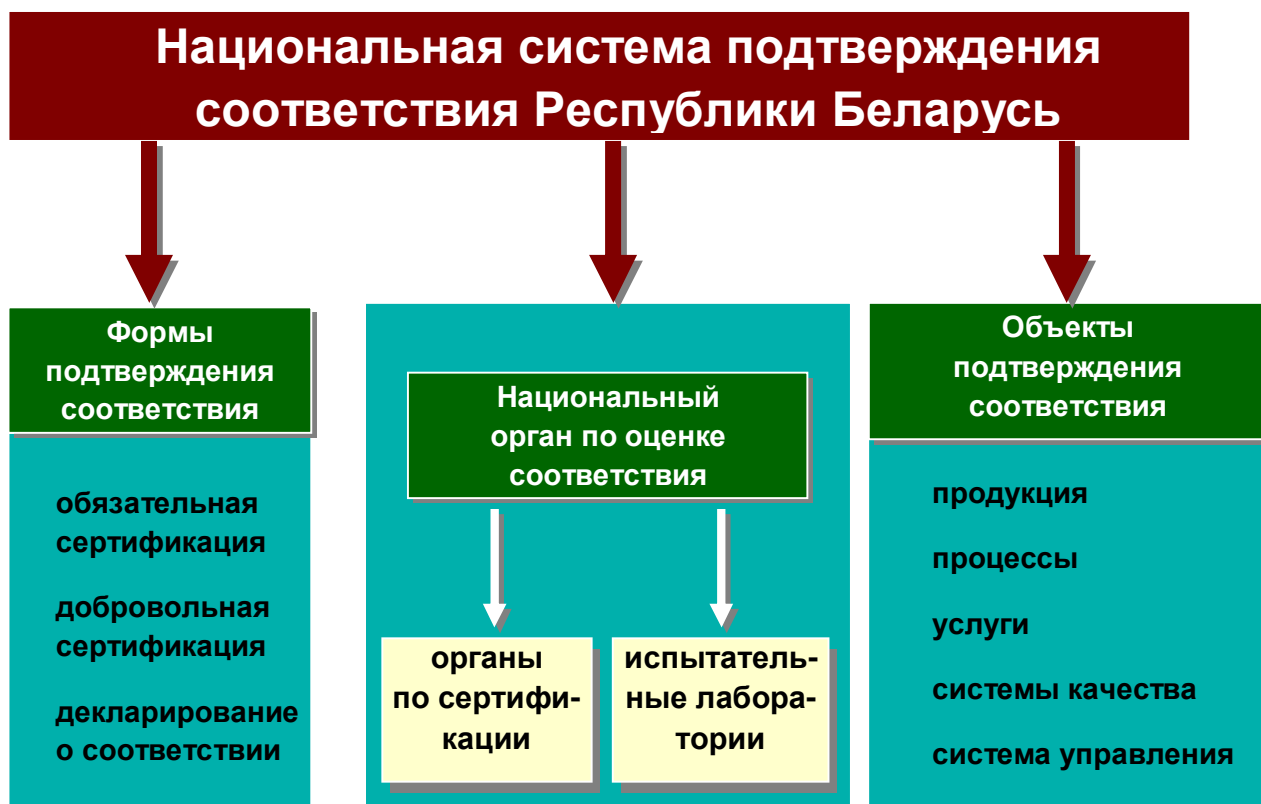 Национальная система подтверждения
соответствия Республики Беларусь
Формы
подтверждения
соответствия
обязательная
сертификация
добровольная
сертификация
декларирование
о соответствии
Национальный
орган по оценке
соответствия
органы
по сертифи-
кации
испытатель-
ные лабора-
тории
Объекты
подтверждения
соответствия
продукция
процессы
услуги
системы качества
система управления